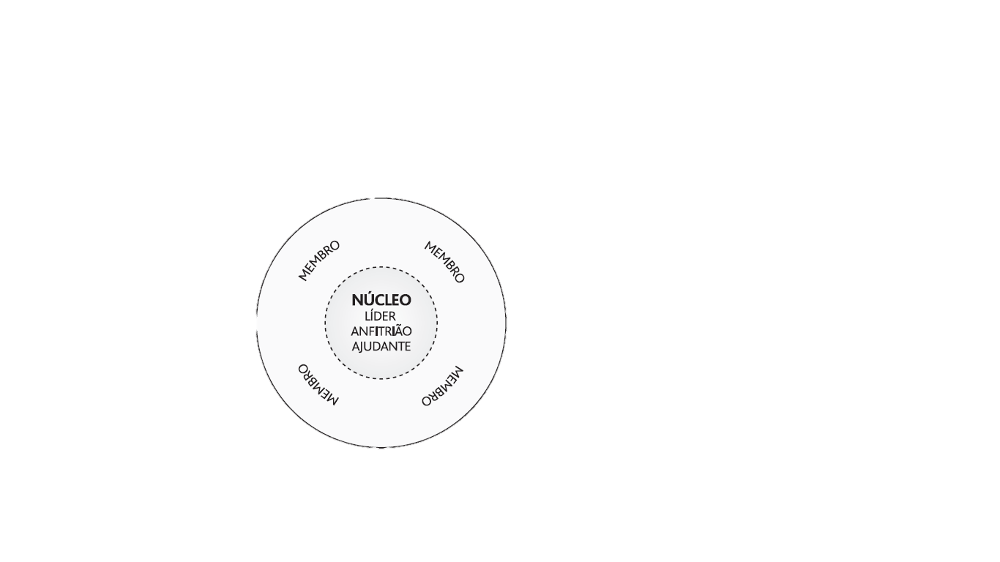 MEMBRO
MEMBRO
NÚCLEO
LÍDER
ANFITRIÃO
AJUDANTE
MEMBRO
MEMBRO